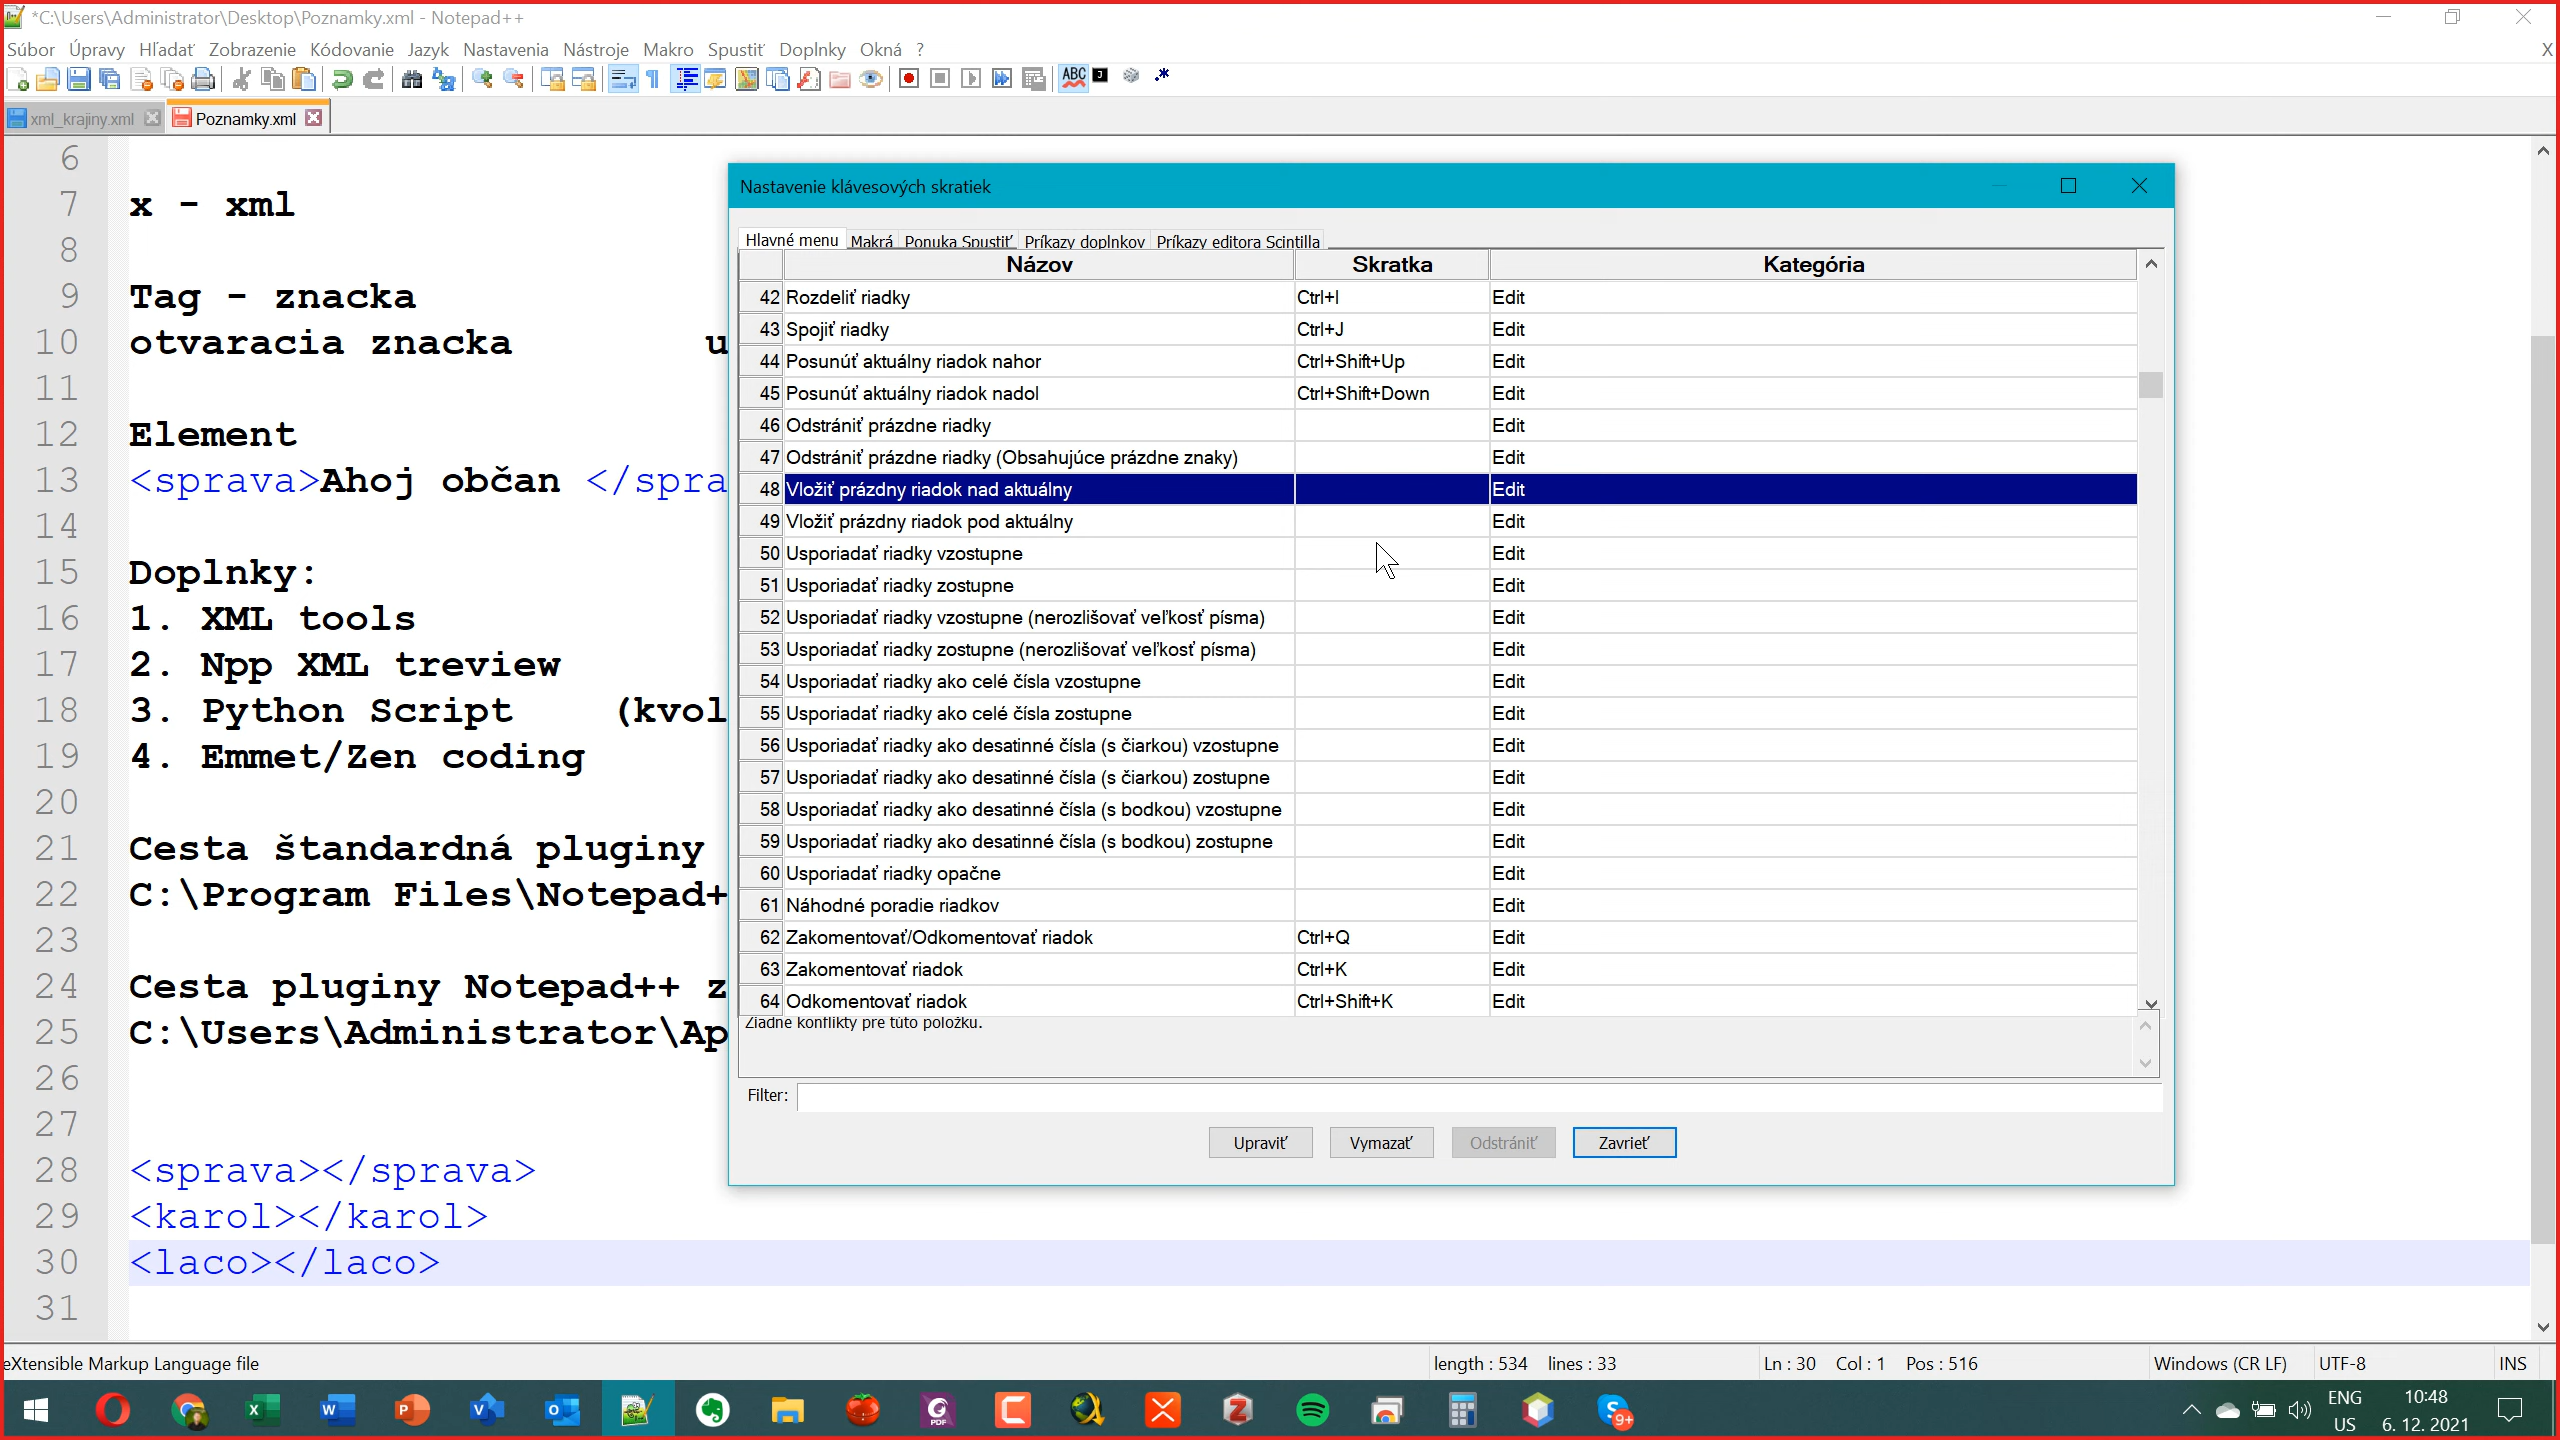 *C:\Users\Administrator\Desktop\Poznamky.xml - Notepad++
Súbor Úpravy Hľadať Zobrazenie Kódovanie Jazyk Nastavenia Nástroje Makro Spustiť Doplnky Okná ? X
xml_krajiny.xml Poznamky.xml
6
7 x - xml
8
9 Tag - znacka
10 otvaracia znacka u
11
12 Element
13 <sprava>Ahoj občan </spra
14
15 Doplnky:
16 1. XML tools
17 2. Npp XML treview
18 3. Python Script (kvol
19 4. Emmet/Zen coding
20
21 Cesta štandardná pluginy
22 C:\Program Files\Notepad+
23
24 Cesta pluginy Notepad++ z
25 C:\Users\Administrator\Ap
26
27
28 <sprava></sprava>
29 <karol></karol>
30 <laco></laco>
31
Nastavenie klávesových skratiek
Hlavné menu Makrá Ponuka Spustiť Príkazy doplnkov Príkazy editora Scintilla
Názov Skratka Kategória
42 Rozdeliť riadky Ctrl+I Edit
43 Spojiť riadky Ctrl+J Edit
44 Posunúť aktuálny riadok nahor Ctrl+Shift+Up Edit
45 Posunúť aktuálny riadok nadol Ctrl+Shift+Down Edit
46 Odstrániť prázdne riadky Edit
47 Odstrániť prázdne riadky (Obsahujúce prázdne znaky) Edit
48 Vložiť prázdny riadok nad aktuálny Edit
49 Vložiť prázdny riadok pod aktuálny Edit
50 Usporiadať riadky vzostupne Edit
51 Usporiadať riadky zostupne Edit
52 Usporiadať riadky vzostupne (nerozlišovať veľkosť písma) Edit
53 Usporiadať riadky zostupne (nerozlišovať veľkosť písma) Edit
54 Usporiadať riadky ako celé čísla vzostupne Edit
55 Usporiadať riadky ako celé čísla zostupne Edit
56 Usporiadať riadky ako desatinné čísla (s čiarkou) vzostupne Edit
57 Usporiadať riadky ako desatinné čísla (s čiarkou) zostupne Edit
58 Usporiadať riadky ako desatinné čísla (s bodkou) vzostupne Edit
59 Usporiadať riadky ako desatinné čísla (s bodkou) zostupne Edit
60 Usporiadať riadky opačne Edit
61 Náhodné poradie riadkov Edit
62 Zakomentovať/Odkomentovať riadok Ctrl+Q Edit
63 Zakomentovať riadok Ctrl+K Edit
64 Odkomentovať riadok Ctrl+Shift+K Edit
Žiadne konflikty pre túto položku.
Filter:
Upraviť Vymazať Odstrániť Zavrieť
eXtensible Markup Language file length : 534 lines : 33 Ln : 30 Col : 1 Pos : 516 Windows (CR LF) UTF-8 INS
ENG 10:48
US 6. 12. 2021